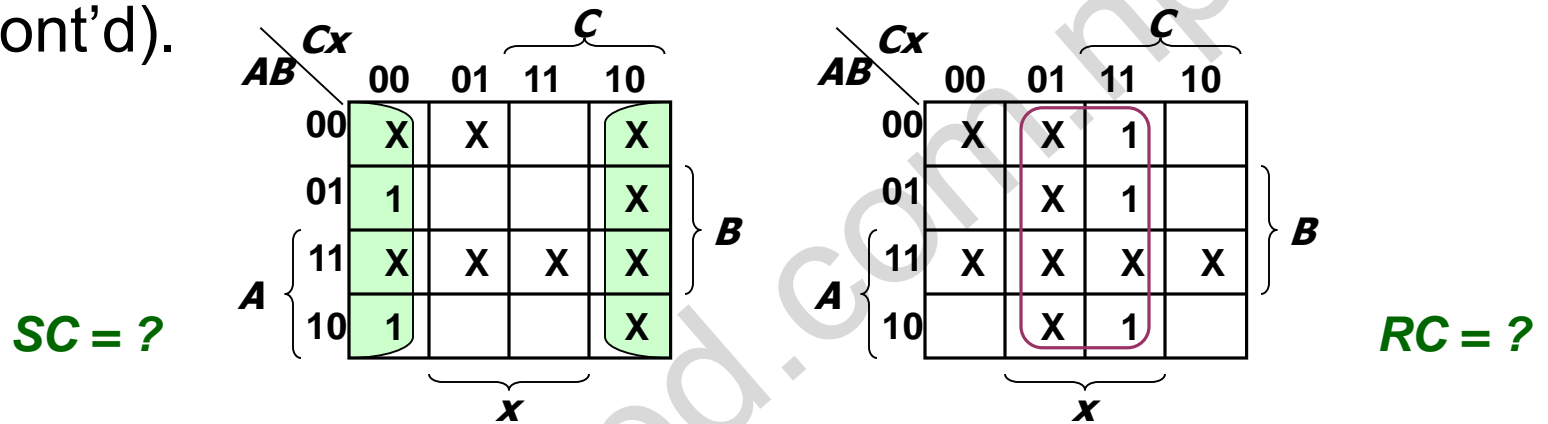 ont'd).
Cx
AB
C
00 01 11 10
00 X X X
01 1 X
11 X X X X
10 1 X
A
B
x
SC = ?
Cx
AB
C
00 01 11 10
00 X X 1
01 X 1
11 X X X X
10 X 1
A
B
x
RC = ?